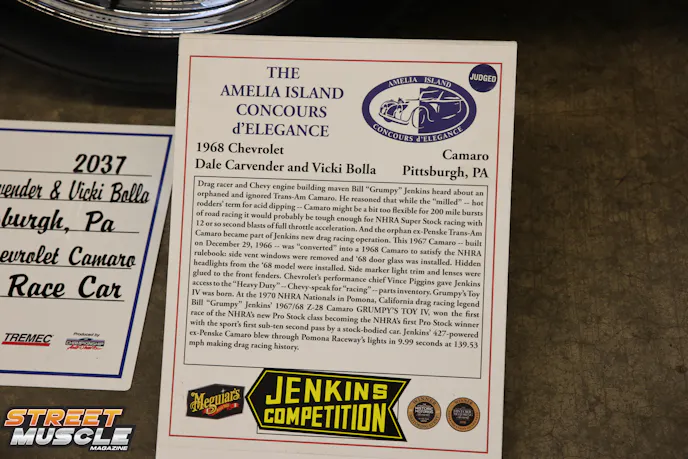 THE
AMELIA ISLAND
CONCOURS
d'ELEGANCE
AMELIA ISLAND
CONCOURS d'ELEGANCE
JUDGED
1968 Chevrolet
Camaro
Dale Carvender and Vicki Bolla
Pittsburgh, PA
Drag racer and Chevy engine building maven Bill "Grumpy" Jenkins heard about an
orphaned and ignored Trans-Am Camaro. He reasoned that while the "milled" -- hot
rodders' term for acid dipping -- Camaro might be a bit too flexible for 200 mile bursts
of road racing it would probably be tough enough for NHRA Super Stock racing with
12 or so second blasts of full throttle acceleration. And the orphan ex-Penske Trans-Am
Camaro became part of Jenkins new drag racing operation. This 1967 Camaro -- built
on December 29, 1966 -- was "converted" into a 1968 Camaro to satisfy the NHRA
rulebook: side vent windows were removed and '68 door glass was installed. Hidden
headlights from the '68 model were installed. Side marker light trim and lenses were
glued to the front fenders. Chevrolet's performance chief Vince Piggins gave Jenkins
access to the "Heavy Duty" -- Chevy-speak for "racing" -- parts inventory. Grumpy's Toy
IV was born. At the 1970 NHRA Nationals in Pomona, California drag racing legend
Bill "Grumpy" Jenkins' 1967/68 Z-28 Camaro GRUMPY'S TOY IV, won the first
race of the NHRA's new Pro Stock class becoming the NHRA's first Pro Stock winner
with the sport's first sub-ten second pass by a stock-bodied car. Jenkins' 427-powered
ex-Penske Camaro blew through Pomona Raceway's lights in 9.99 seconds at 139.53
mph making drag racing history.
Meguiar's
JENKINS
COMPETITION
2037
vender & Vicki Bolla
burgh, Pa
evrolet Camaro
Race Car
TREMEC
Produced by
CHAMPIONSHIP
STREET
MUSCLE
MAGAZINE